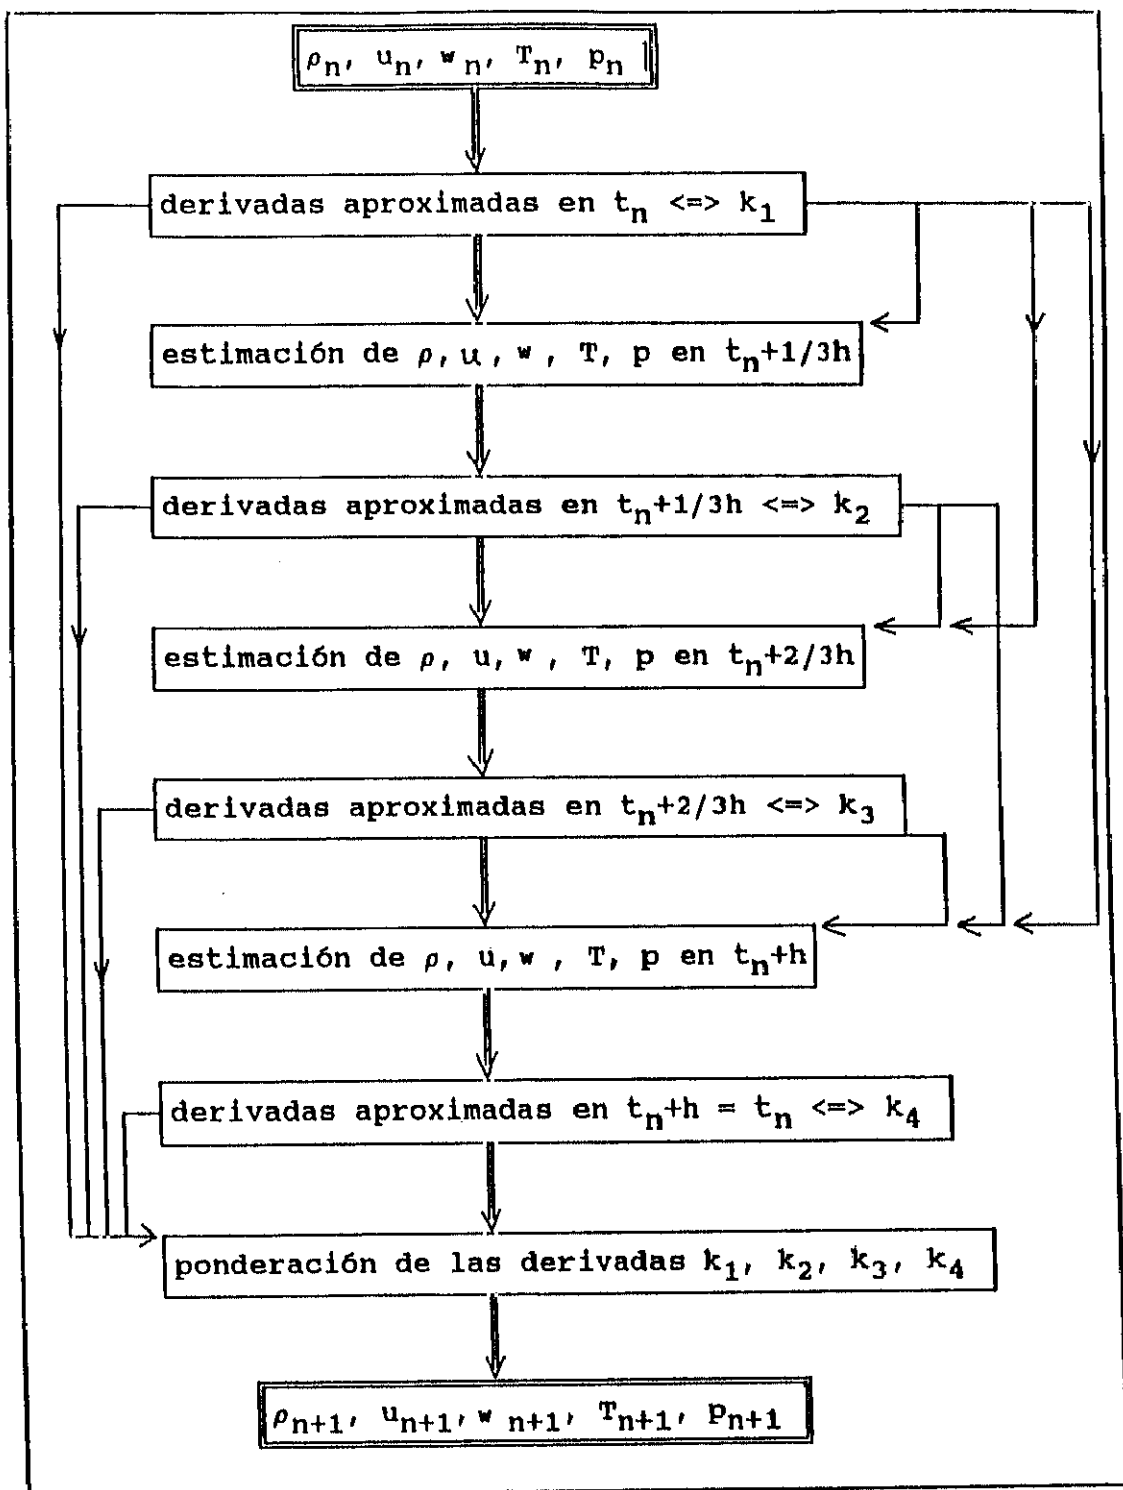 ρn, un, wn, Tn, pn
derivadas aproximadas en tn <=> k1
estimación de ρ, u, w, T, p en tn+1/3h
derivadas aproximadas en tn+1/3h <=> k2
estimación de ρ, u, w, T, p en tn+2/3h
derivadas aproximadas en tn+2/3h <=> k3
estimación de ρ, u, w, T, p en tn+h
derivadas aproximadas en tn+h = tn <=> k4
ponderación de las derivadas k1, k2, k3, k4
ρn+1, un+1, wn+1, Tn+1, pn+1